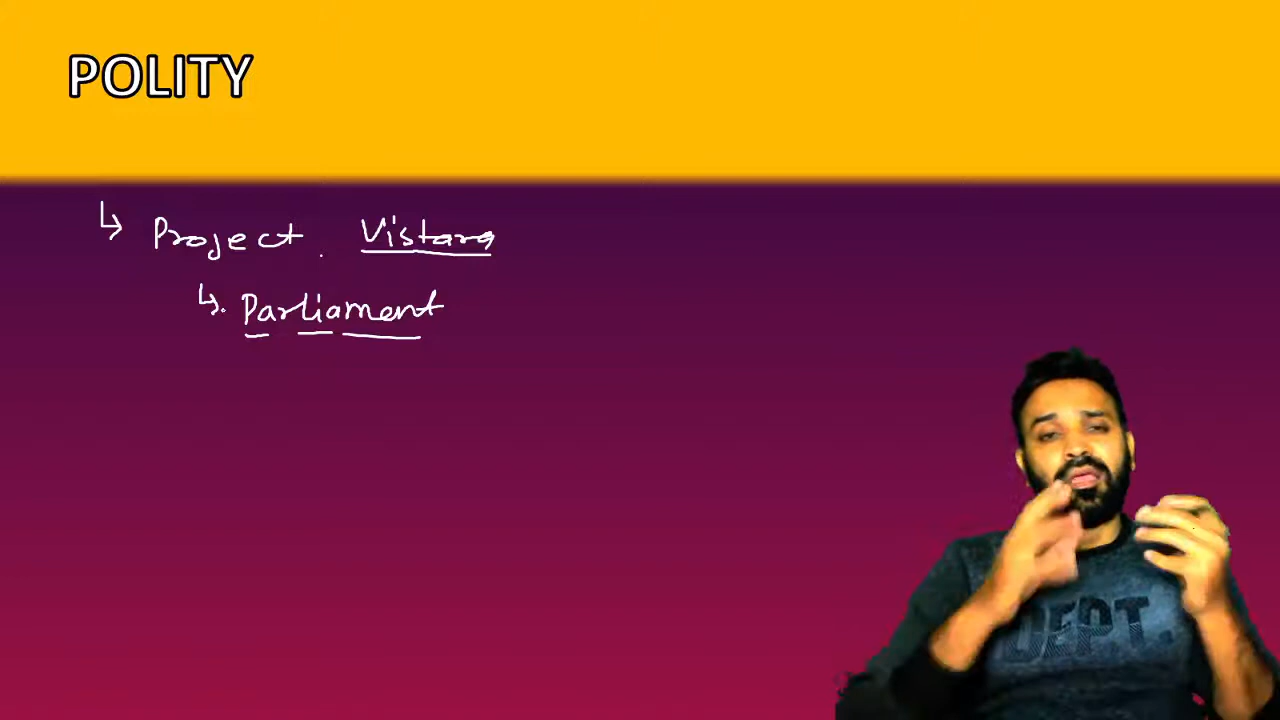 POLITY
↳ Project. Vistara
↳. Parliament
DEPT.